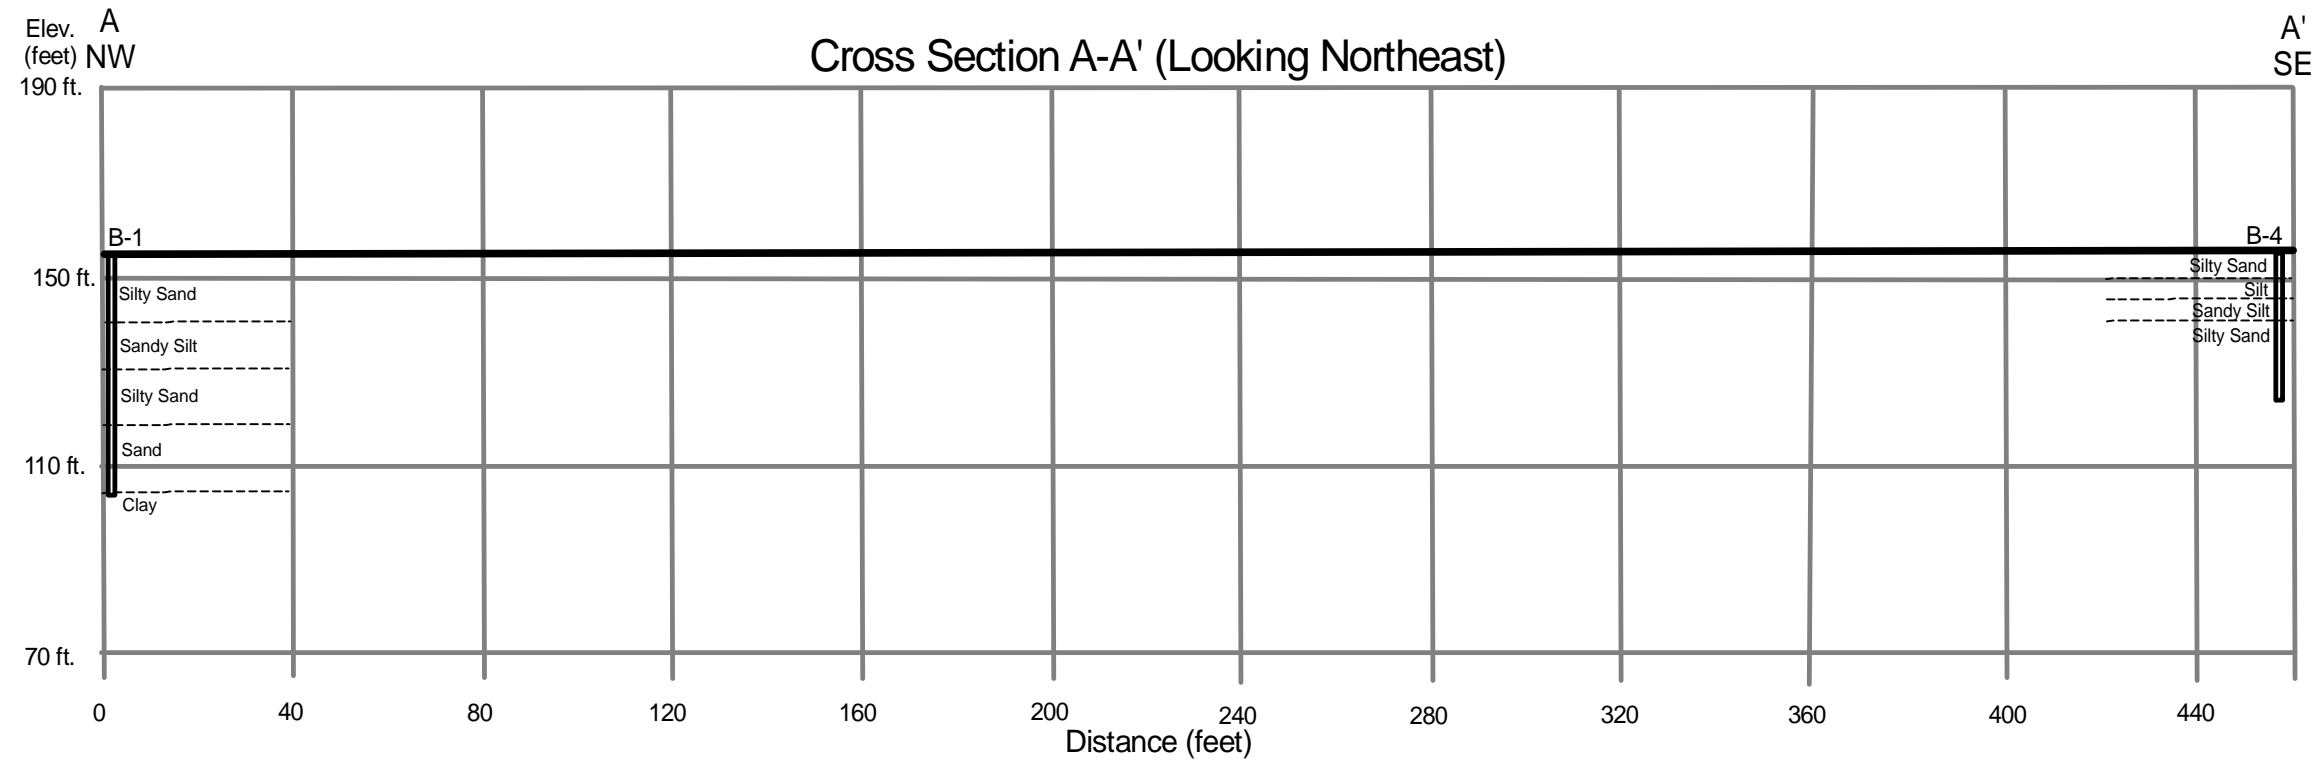 Elev.
(feet)
A
NW
Cross Section A-A' (Looking Northeast)
A'
SE
190 ft.
B-1
B-4
150 ft.
Silty Sand
Sandy Silt
Silty Sand
Sand
Clay
Silty Sand
Silt
Sandy Silt
Silty Sand
110 ft.
70 ft.
0 40 80 120 160 200 240 280 320 360 400 440
Distance (feet)